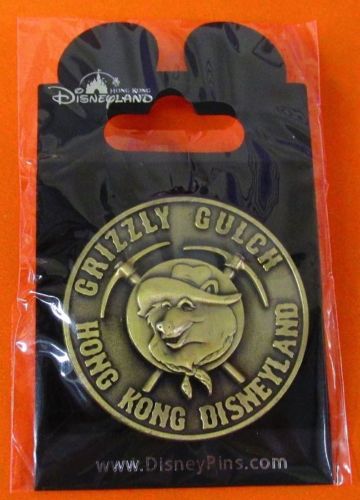 HONG KONG
DISNEYLAND
GRIZZLY GULCH
HONG KONG DISNEYLAND
www.DisneyPins.com